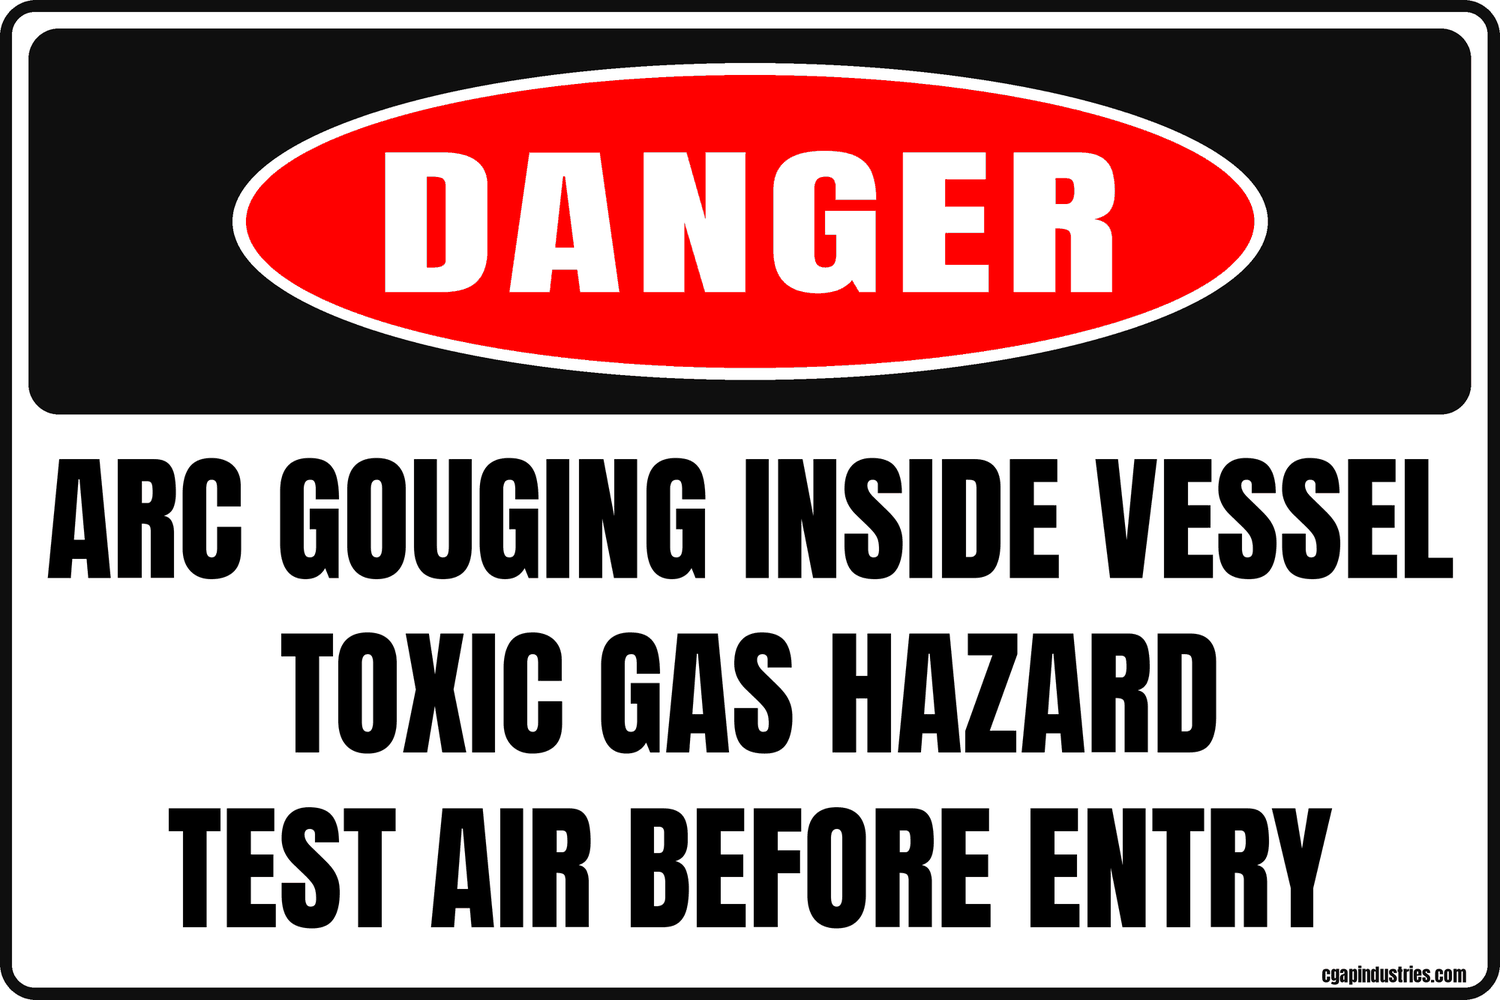 DANGER
ARC GOUGING INSIDE VESSEL
TOXIC GAS HAZARD
TEST AIR BEFORE ENTRY
cgapindustries.com